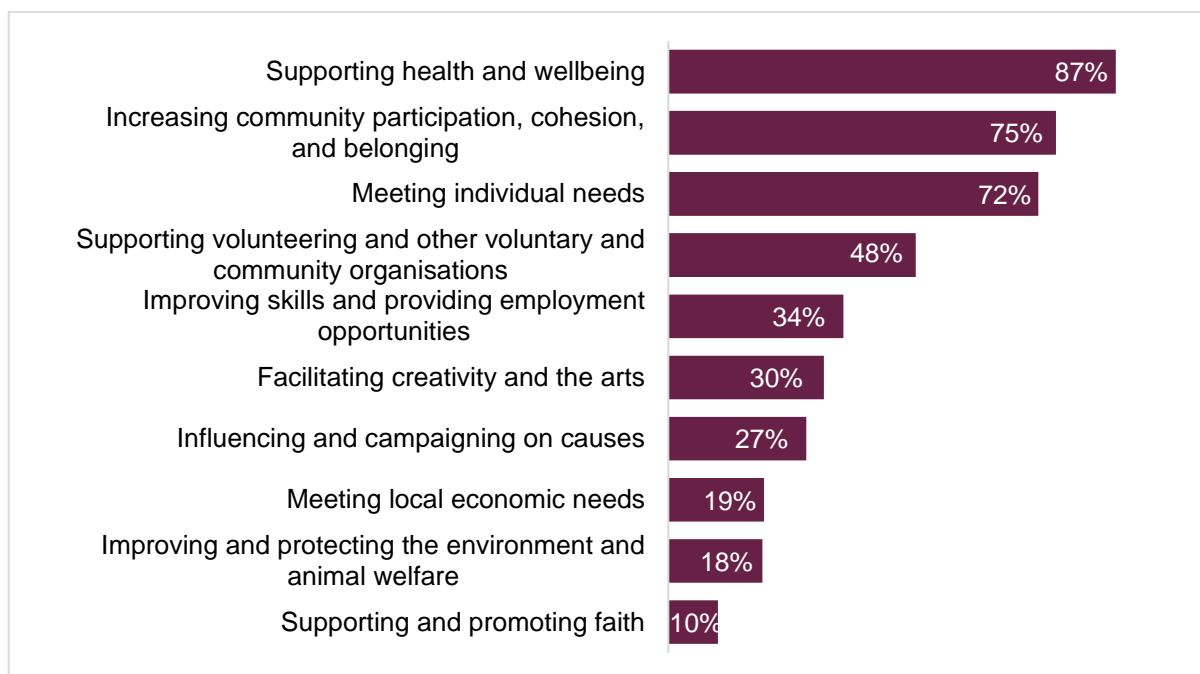 Supporting health and wellbeing
87%
Increasing community participation, cohesion,
and belonging
75%
Meeting individual needs
72%
Supporting volunteering and other voluntary and
community organisations
48%
Improving skills and providing employment
opportunities
34%
Facilitating creativity and the arts
30%
Influencing and campaigning on causes
27%
Meeting local economic needs
19%
Improving and protecting the environment and
animal welfare
18%
Supporting and promoting faith
10%